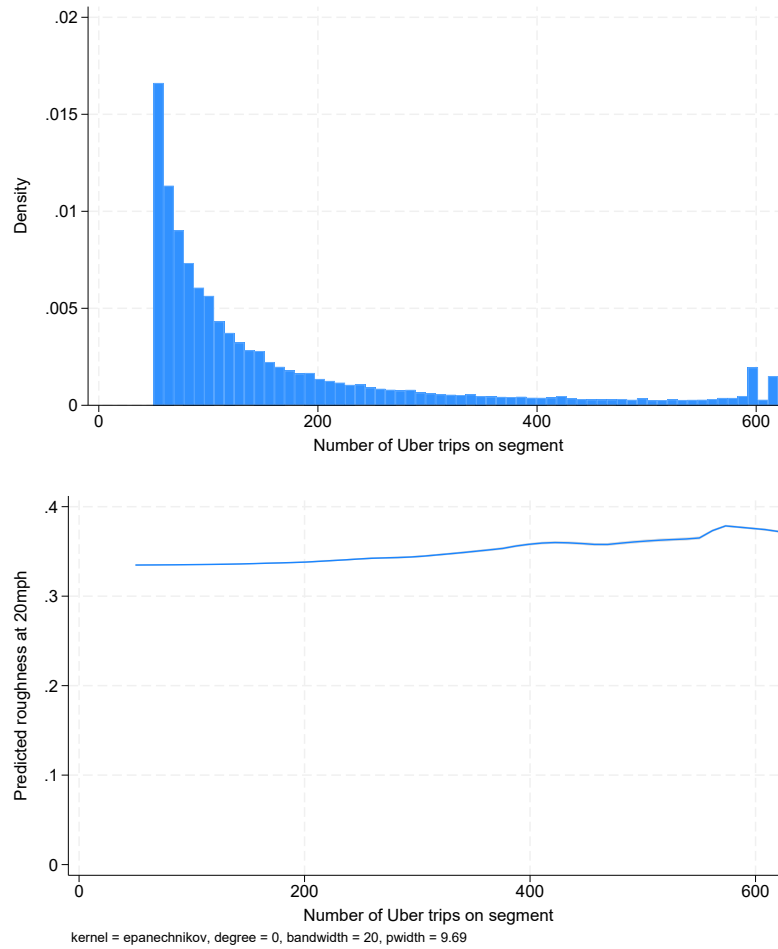 .02
.015
.01
.005
0
Density
0 200 400 600
Number of Uber trips on segment
.4
.3
.2
.1
0
Predicted roughness at 20mph
0 200 400 600
Number of Uber trips on segment
kernel = epanechnikov, degree = 0, bandwidth = 20, pwidth = 9.69